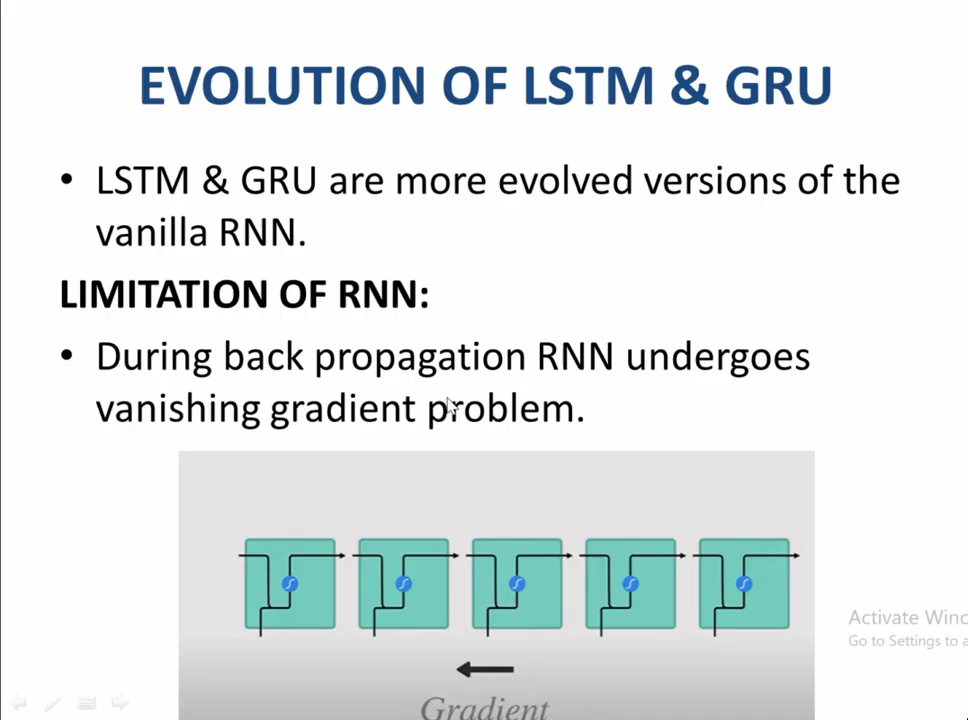 EVOLUTION OF LSTM & GRU
• LSTM & GRU are more evolved versions of the
vanilla RNN.
LIMITATION OF RNN:
• During back propagation RNN undergoes
vanishing gradient problem.
Gradient
Activate
Go to Settings to